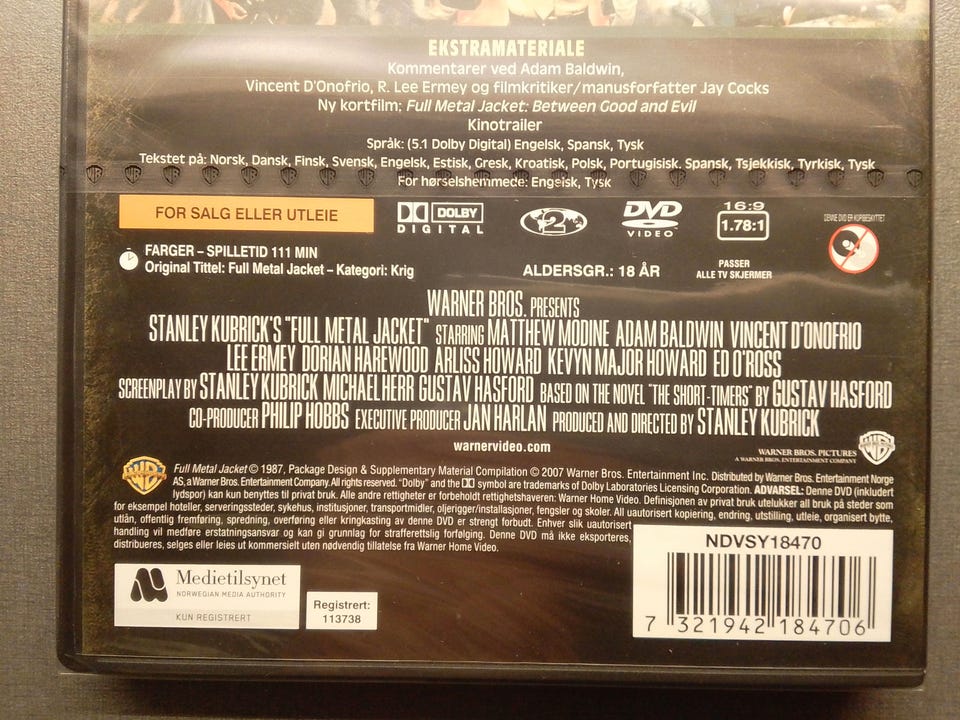 EKSTRAMATERIALE
Kommentarer ved Adam Baldwin,
Vincent D'Onofrio, R. Lee Ermey og filmkritiker/manusforfatter Jay Cocks
Ny kortfilm: Full Metal Jacket: Between Good and Evil
Kinotrailer
Språk: (5.1 Dolby Digital) Engelsk, Spansk, Tysk
Tekstet på: Norsk, Dansk, Finsk, Svensk, Engelsk, Estisk, Gresk, Kroatisk, Polsk, Portugisisk. Spansk, Tsjekkisk, Tyrkisk, Tysk
For hørselshemmede: Engelsk, Tysk
FOR SALG ELLER UTLEIE
DOLBY DIGITAL
2
DVD VIDEO
16:9
1.78:1
DENNE DVD ER KOPIBESKYTTET
FARGER – SPILLETID 111 MIN
Original Tittel: Full Metal Jacket – Kategori: Krig
ALDERSGR.: 18 ÅR
PASSER
ALLE TV SKJERMER
WARNER BROS. PRESENTS
STANLEY KUBRICK'S "FULL METAL JACKET" STARRING MATTHEW MODINE ADAM BALDWIN VINCENT D'ONOFRIO
LEE ERMEY DORIAN HAREWOOD ARLISS HOWARD KEVYN MAJOR HOWARD ED O'ROSS
SCREENPLAY BY STANLEY KUBRICK MICHAEL HERR GUSTAV HASFORD BASED ON THE NOVEL "THE SHORT-TIMERS" BY GUSTAV HASFORD
CO-PRODUCER PHILIP HOBBS EXECUTIVE PRODUCER JAN HARLAN PRODUCED AND DIRECTED BY STANLEY KUBRICK
warnervideo.com
WARNER BROS. PICTURES
A WARNER BROS. ENTERTAINMENT COMPANY
Full Metal Jacket © 1987, Package Design & Supplementary Material Compilation © 2007 Warner Bros. Entertainment Inc. Distributed by Warner Bros. Entertainment Norge
AS, a Warner Bros. Entertainment Company. All rights reserved. "Dolby" and the DD symbol are trademarks of Dolby Laboratories Licensing Corporation. ADVARSEL: Denne DVD (inkludert
lydspor) kan kun benyttes til privat bruk. Alle andre rettigheter er forbeholdt rettighetshaveren: Warner Home Video. Definisjonen av privat bruk utelukker all bruk på steder som
for eksempel hoteller, serveringssteder, sykehus, institusjoner, transportmidler, oljerigger/installasjoner, fengsler og skoler. All uautorisert kopiering, endring, utstilling, utleie, organisert bytte,
utlån, offentlig fremføring, spredning, overføring eller kringkasting av denne DVD er strengt forbudt. Enhver slik uautorisert
handling vil medføre erstatningsansvar og kan gi grunnlag for strafferettslig forfølging. Denne DVD må ikke eksporteres,
distribueres, selges eller leies ut kommersielt uten nødvendig tillatelse fra Warner Home Video.
Medietilsynet
NORWEGIAN MEDIA AUTHORITY
KUN REGISTRERT
Registrert:
113738
NDVSY18470
7 321942 184706